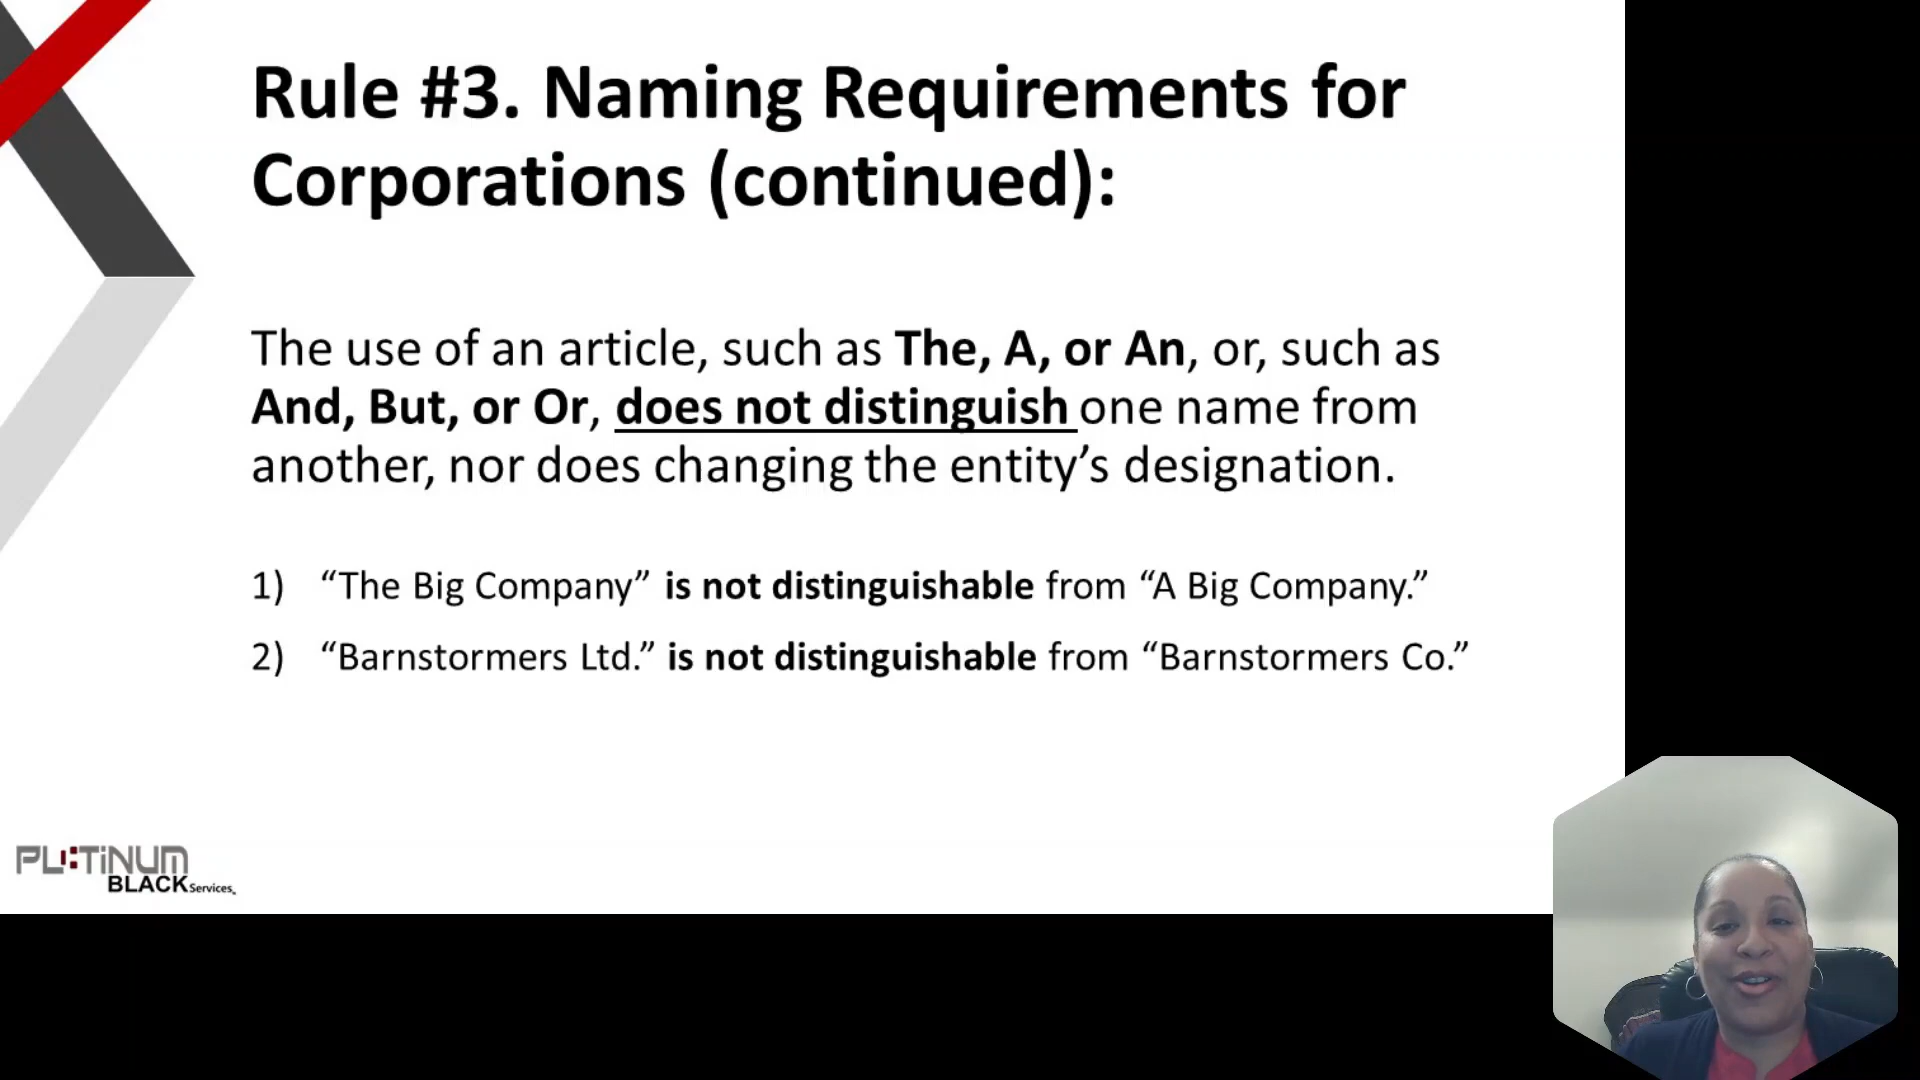 Rule #3. Naming Requirements for
Corporations (continued):
The use of an article, such as The, A, or An, or, such as
And, But, or Or, does not distinguish one name from
another, nor does changing the entity’s designation.
1) “The Big Company” is not distinguishable from “A Big Company.”
2) “Barnstormers Ltd.” is not distinguishable from “Barnstormers Co.”
PLATiNUM
BLACK Services